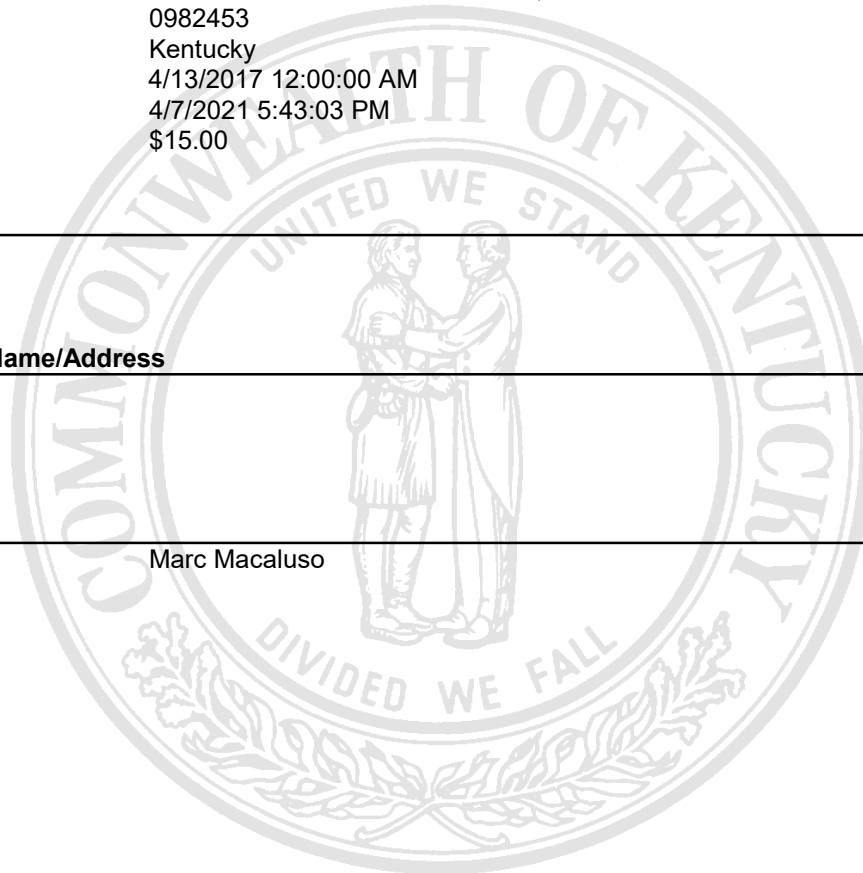 0982453
Kentucky
4/13/2017 12:00:00 AM
4/7/2021 5:43:03 PM
$15.00
COMMONWEALTH OF KENTUCKY
UNITED WE STAND
ame/Address
Marc Macaluso
DIVIDED WE FALL